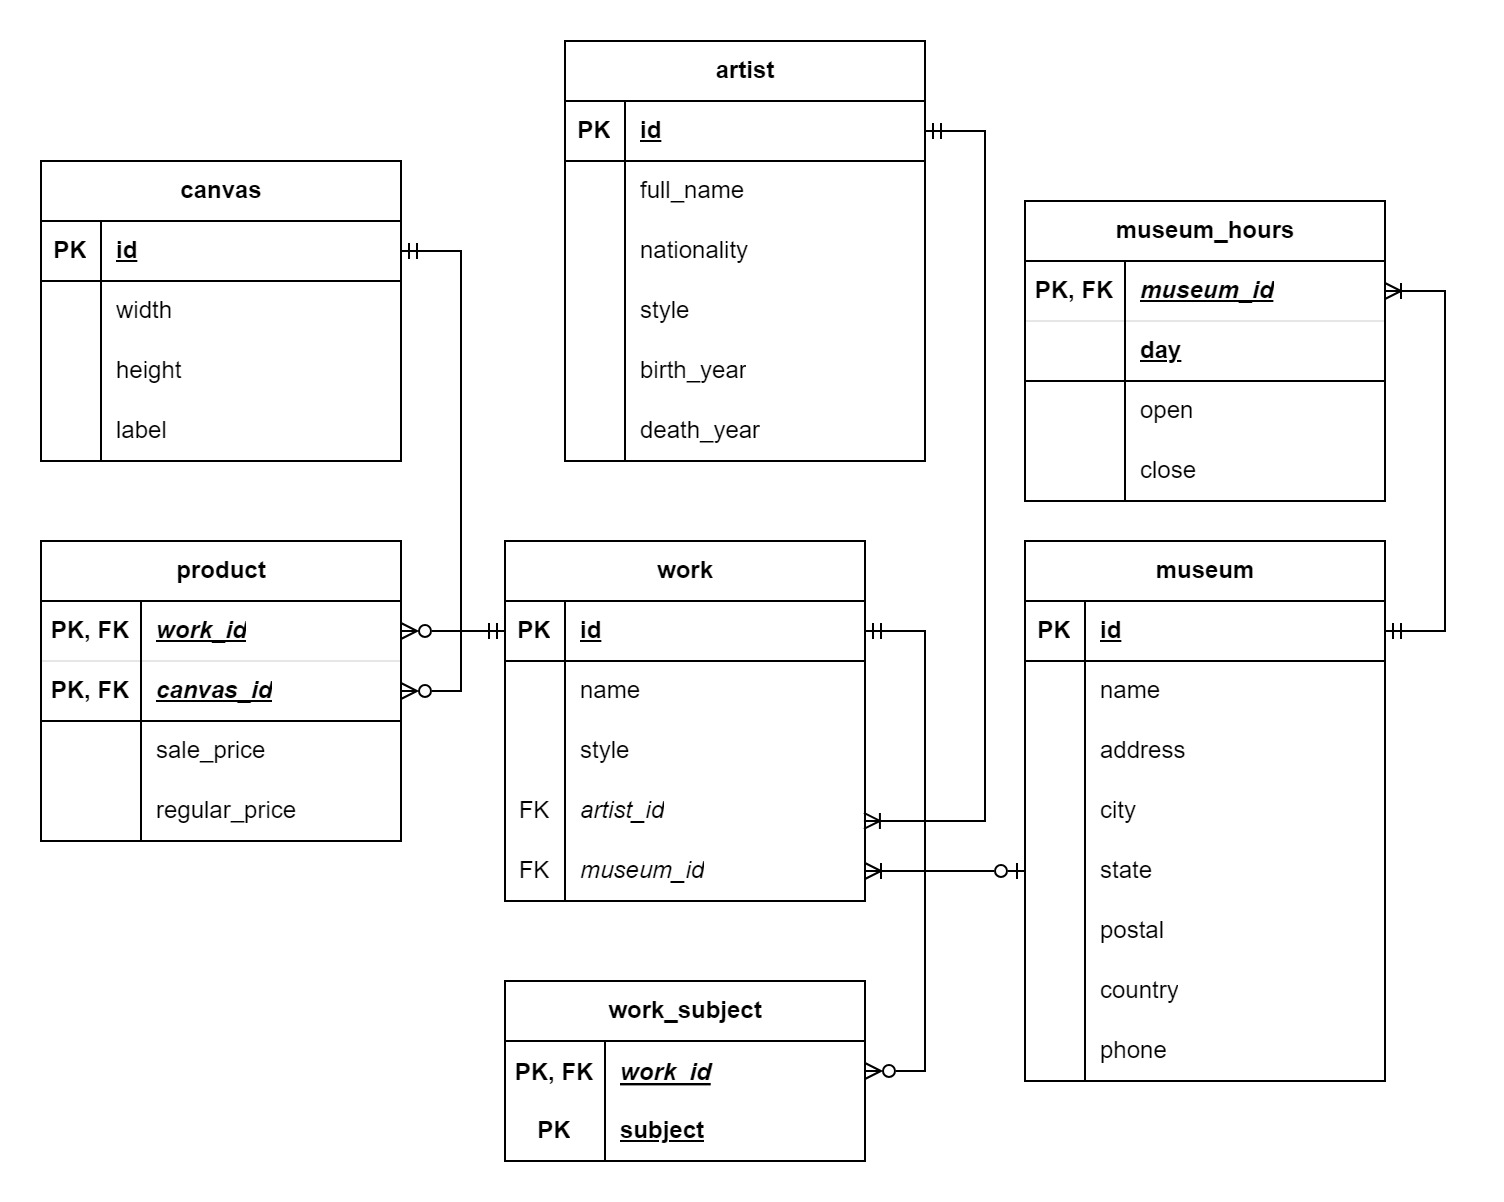 artist
PK id
full_name
nationality
style
birth_year
death_year
canvas
PK id
width
height
label
museum_hours
PK, FK museum_id
day
open
close
product
PK, FK work_id
PK, FK canvas_id
sale_price
regular_price
work
PK id
name
style
FK artist_id
FK museum_id
museum
PK id
name
address
city
state
postal
country
phone
work_subject
PK, FK work_id
PK subject